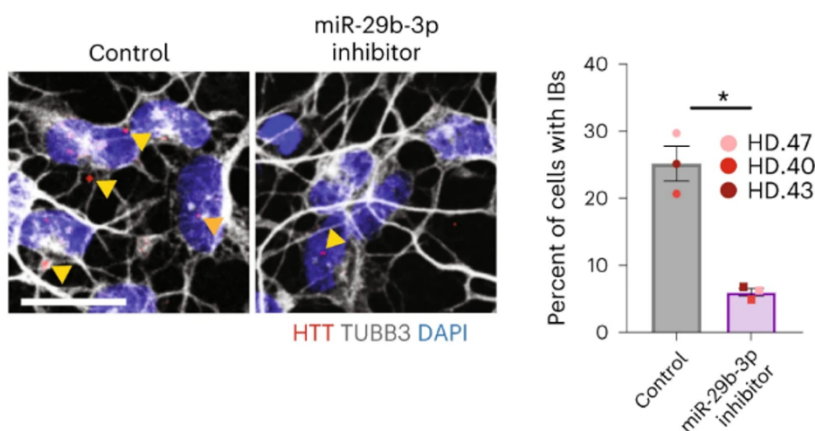 Control
miR-29b-3p
inhibitor
HTT TUBB3 DAPI
Percent of cells with IBs
40
30
20
10
0
*
HD.47
HD.40
HD.43
Control
miR-29b-3p
inhibitor